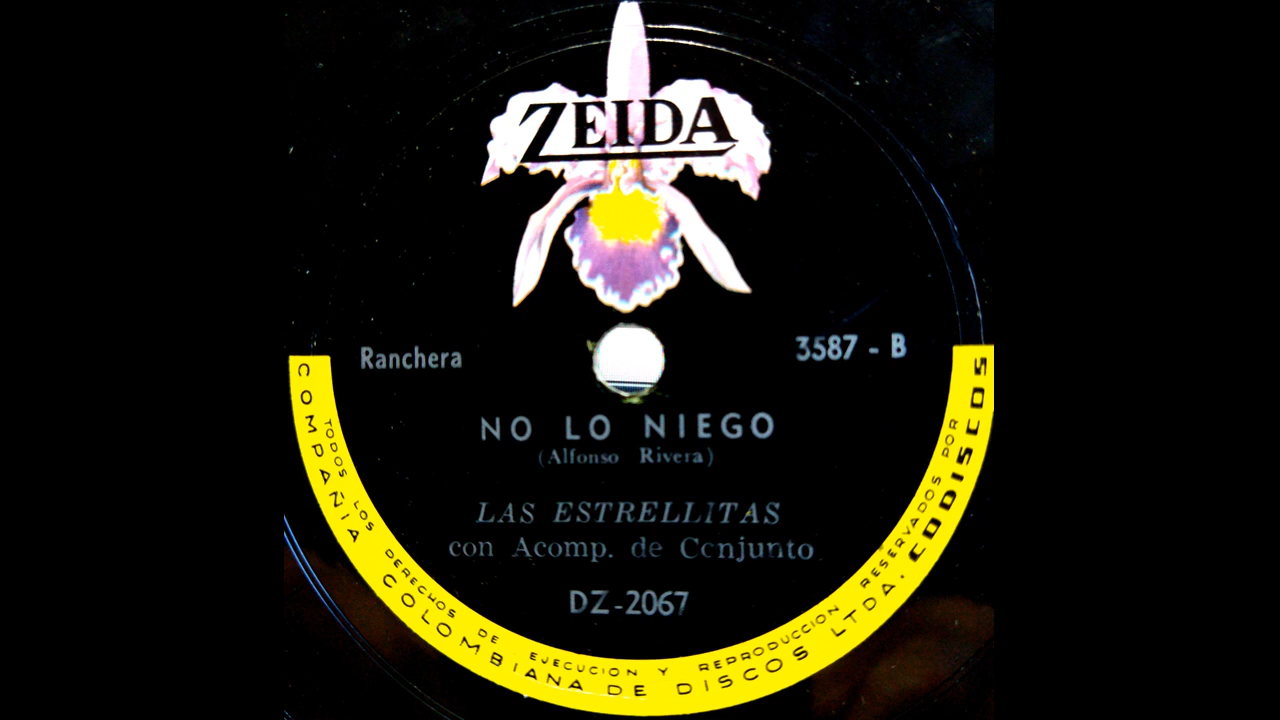 ZEIDA
Ranchera
3587 - B
NO LO NIEGO
(Alfonso Rivera)
LAS ESTRELLITAS
con Acomp. de Conjunto
DZ-2067
TODOS LOS DERECHOS DE EJECUCION Y REPRODUCCION RESERVADOS POR
COMPAÑIA COLOMBIANA DE DISCOS LTDA. CODISCOS